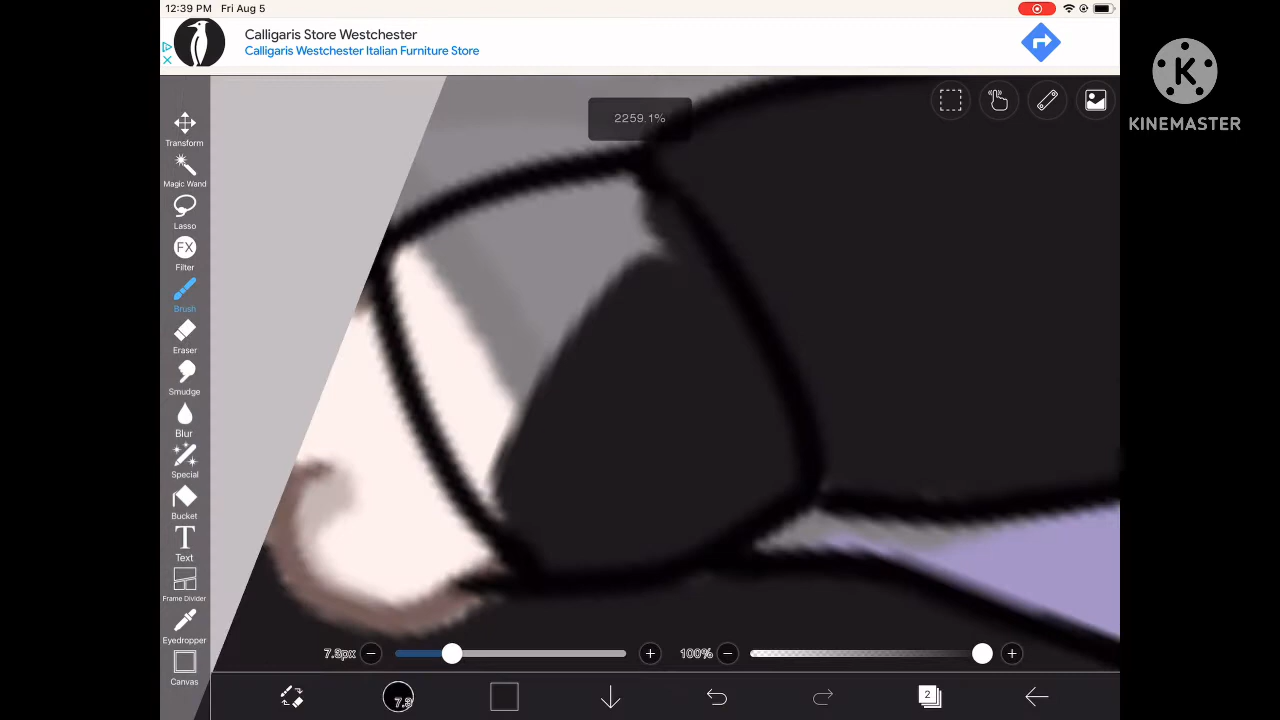 12:39 PM Fri Aug 5
Calligaris Store Westchester
Calligaris Westchester Italian Furniture Store
K
KINEMASTER
2259.1%
Transform
Magic Wand
Lasso
FX
Filter
Brush
Eraser
Smudge
Blur
Special
Bucket
T
Text
Frame Divider
Eyedropper
Canvas
7.3px
100%
7.3
2